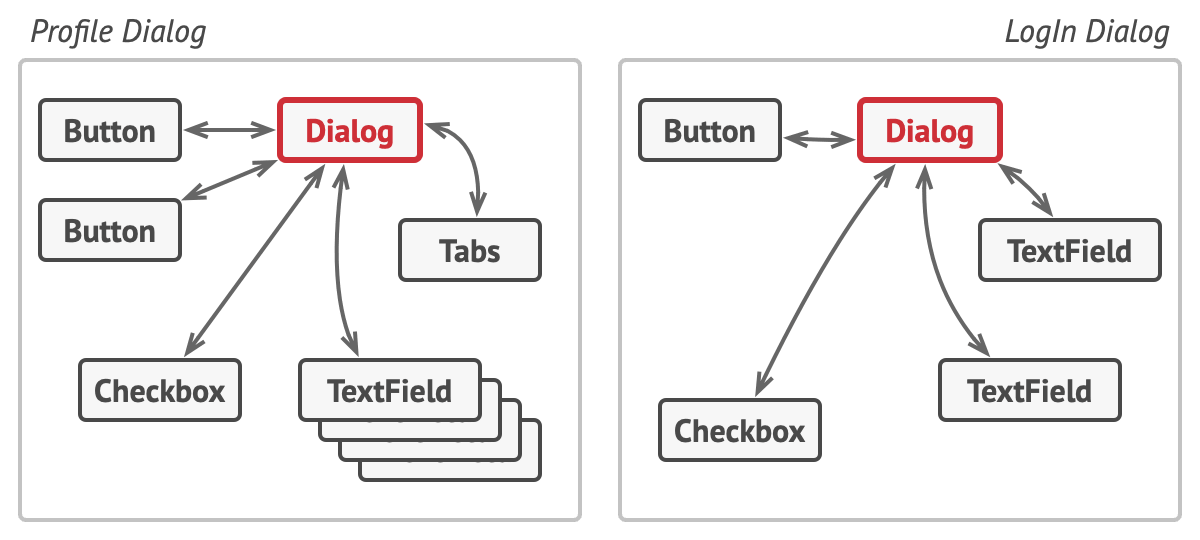 Profile Dialog
LogIn Dialog
Button
Dialog
Button
Tabs
Checkbox
TextField
Button
Dialog
TextField
TextField
Checkbox